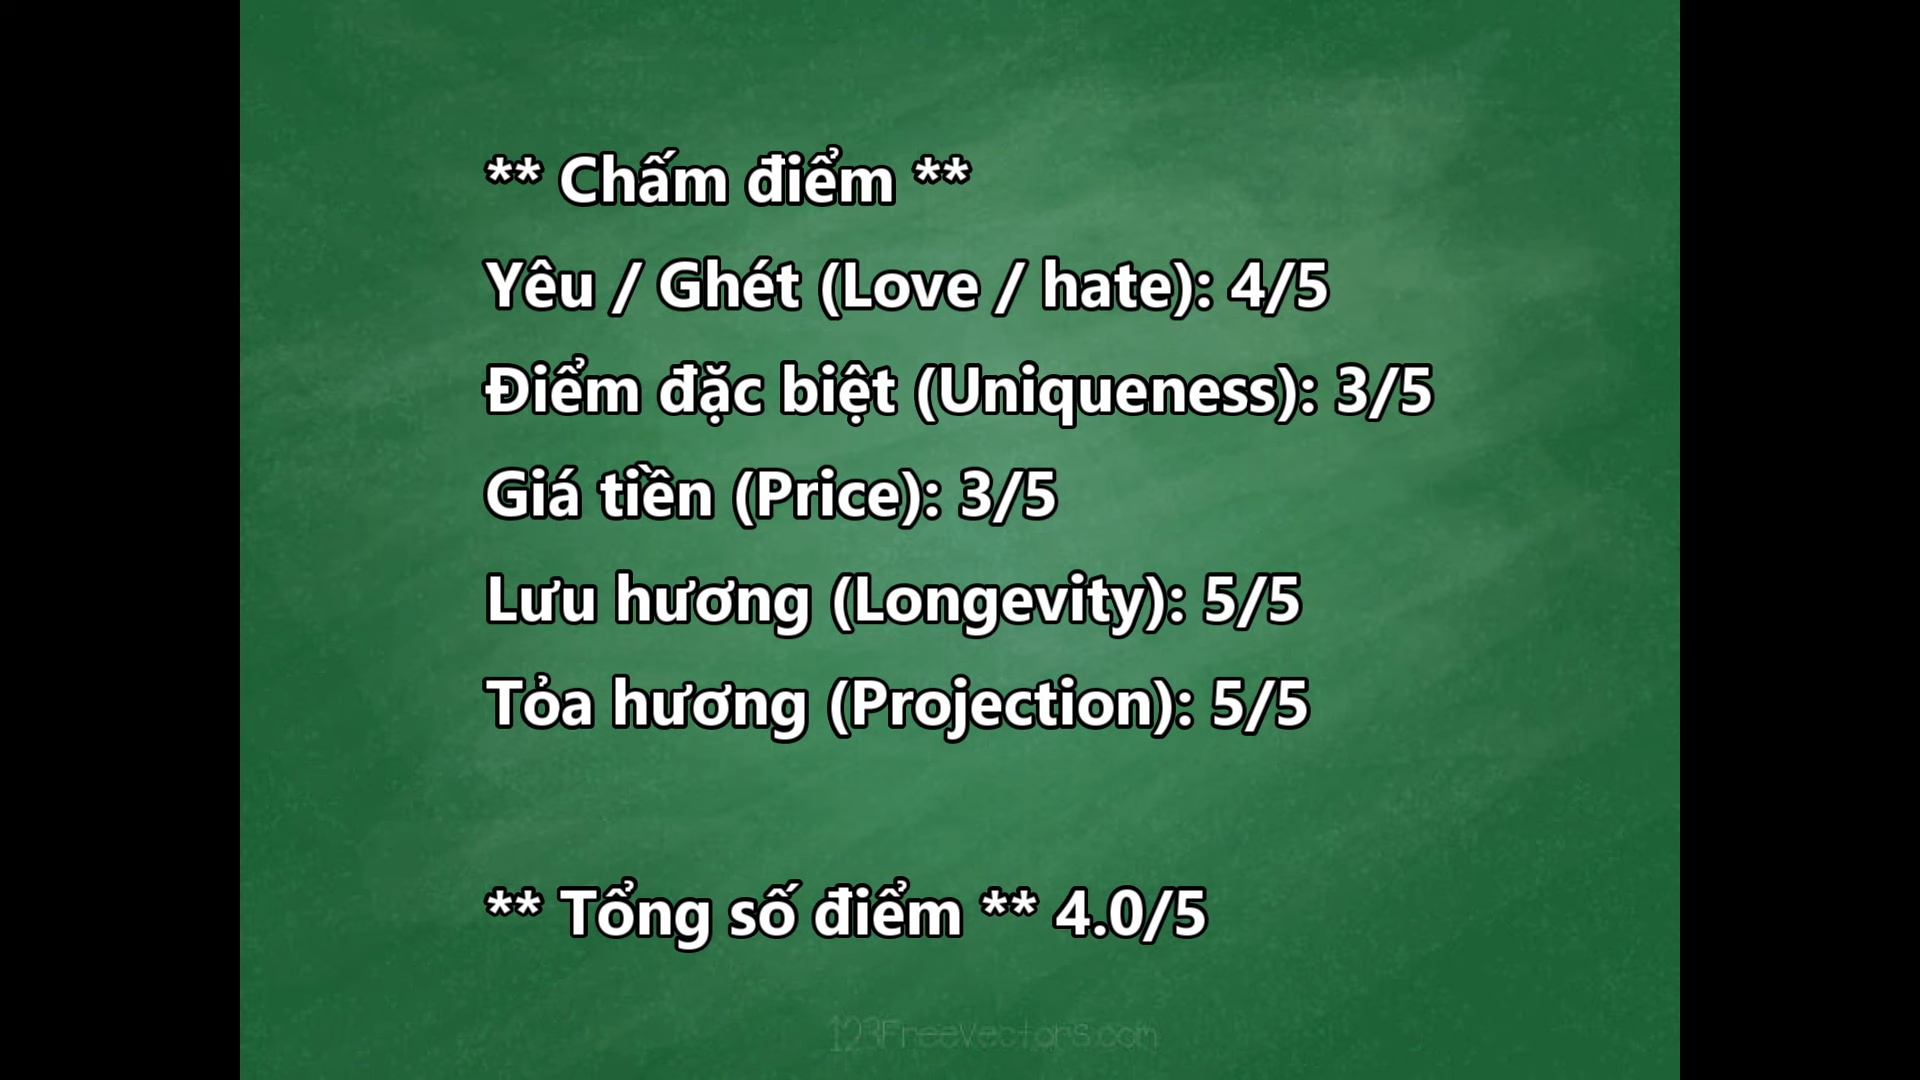 ** Chấm điểm **
Yêu / Ghét (Love / hate): 4/5
Điểm đặc biệt (Uniqueness): 3/5
Giá tiền (Price): 3/5
Lưu hương (Longevity): 5/5
Tỏa hương (Projection): 5/5
** Tổng số điểm ** 4.0/5
123FreeVectors.com